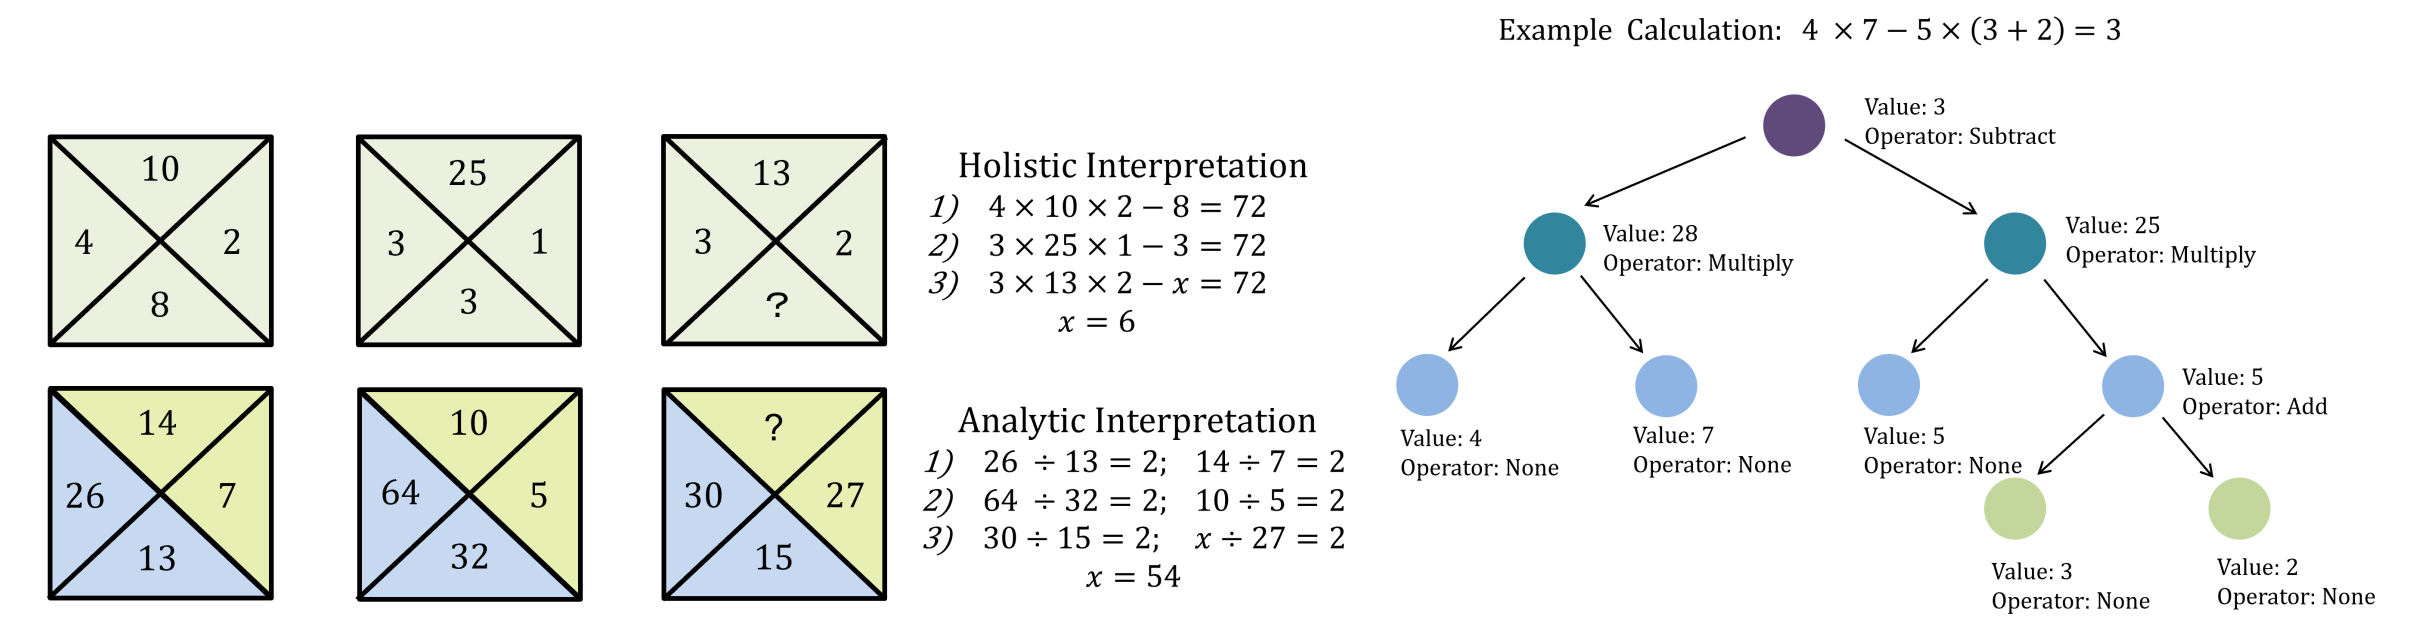 Example Calculation: 4 × 7 − 5 × (3 + 2) = 3
10
4
2
8
25
3
1
3
13
3
2
?
Holistic Interpretation
1) 4 × 10 × 2 − 8 = 72
2) 3 × 25 × 1 − 3 = 72
3) 3 × 13 × 2 − x = 72
x = 6
14
26
7
13
10
64
5
32
?
30
27
15
Analytic Interpretation
1) 26 ÷ 13 = 2; 14 ÷ 7 = 2
2) 64 ÷ 32 = 2; 10 ÷ 5 = 2
3) 30 ÷ 15 = 2; x ÷ 27 = 2
x = 54
Value: 3
Operator: Subtract
Value: 28
Operator: Multiply
Value: 25
Operator: Multiply
Value: 4
Operator: None
Value: 7
Operator: None
Value: 5
Operator: None
Value: 5
Operator: Add
Value: 3
Operator: None
Value: 2
Operator: None